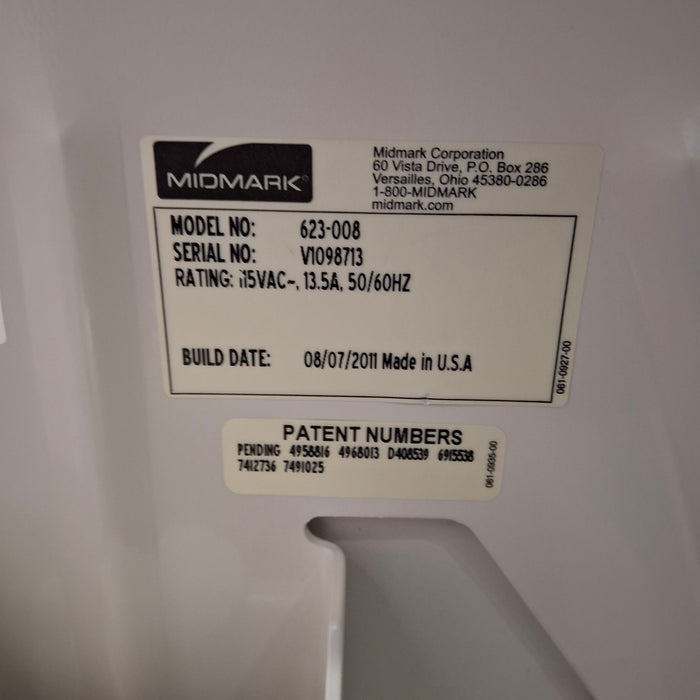 MIDMARK
Midmark Corporation
60 Vista Drive, P.O. Box 286
Versailles, Ohio 45380-0286
1-800-MIDMARK
midmark.com
MODEL NO: 623-008
SERIAL NO: V1098713
RATING: 115VAC~, 13.5A, 50/60HZ
BUILD DATE: 08/07/2011 Made in U.S.A
061-0927-00
PATENT NUMBERS
PENDING 4958816 4968013 D408539 6915538
7412736 7491025
061-0935-00